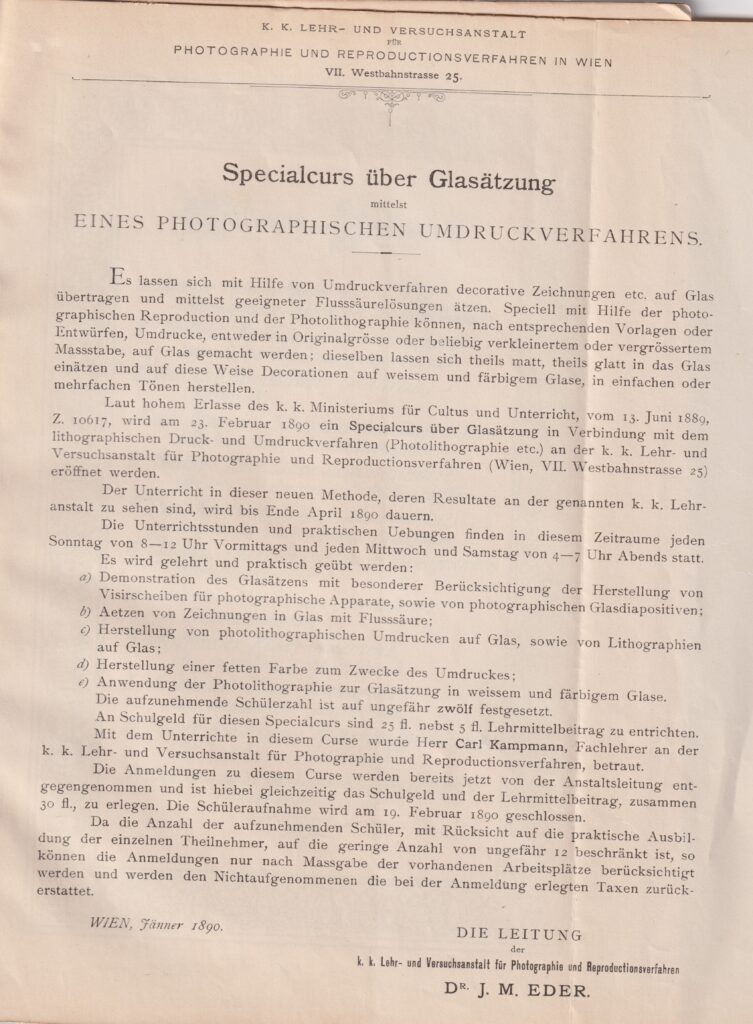 K. K. LEHR- UND VERSUCHSANSTALT
FÜR
PHOTOGRAPHIE UND REPRODUCTIONSVERFAHREN IN WIEN
VII. Westbahnstrasse 25.
Specialcurs über Glasätzung
mittelst
EINES PHOTOGRAPHISCHEN UMDRUCKVERFAHRENS.
Es lassen sich mit Hilfe von Umdruckverfahren decorative Zeichnungen etc. auf Glas
übertragen und mittelst geeigneter Flusssäurelösungen ätzen. Speciell mit Hilfe der photo-
graphischen Reproduction und der Photolithographie können, nach entsprechenden Vorlagen oder
Entwürfen, Umdrucke, entweder in Originalgrösse oder beliebig verkleinertem oder vergrössertem
Massstabe, auf Glas gemacht werden; dieselben lassen sich theils matt, theils glatt in das Glas
einätzen und auf diese Weise Decorationen auf weissem und färbigem Glase, in einfachen oder
mehrfachen Tönen herstellen.
Laut hohem Erlasse des k. k. Ministeriums für Cultus und Unterricht, vom 13. Juni 1889,
Z. 10617, wird am 23. Februar 1890 ein Specialcurs über Glasätzung in Verbindung mit dem
lithographischen Druck- und Umdruckverfahren (Photolithographie etc.) an der k. k. Lehr- und
Versuchsanstalt für Photographie und Reproductionsverfahren (Wien, VII. Westbahnstrasse 25)
eröffnet werden.
Der Unterricht in dieser neuen Methode, deren Resultate an der genannten k. k. Lehr-
anstalt zu sehen sind, wird bis Ende April 1890 dauern.
Die Unterrichtsstunden und praktischen Uebungen finden in diesem Zeitraume jeden
Sonntag von 8—12 Uhr Vormittags und jeden Mittwoch und Samstag von 4—7 Uhr Abends statt.
Es wird gelehrt und praktisch geübt werden:
a) Demonstration des Glasätzens mit besonderer Berücksichtigung der Herstellung von
Visirscheiben für photographische Apparate, sowie von photographischen Glasdiapositiven;
b) Aetzen von Zeichnungen in Glas mit Flusssäure;
c) Herstellung von photolithographischen Umdrucken auf Glas, sowie von Lithographien
auf Glas;
d) Herstellung einer fetten Farbe zum Zwecke des Umdruckes;
e) Anwendung der Photolithographie zur Glasätzung in weissem und färbigem Glase.
Die aufzunehmende Schülerzahl ist auf ungefähr zwölf festgesetzt.
An Schulgeld für diesen Specialcurs sind 25 fl. nebst 5 fl. Lehrmittelbeitrag zu entrichten.
Mit dem Unterrichte in diesem Curse wurde Herr Carl Kampmann, Fachlehrer an der
k. k. Lehr- und Versuchsanstalt für Photographie und Reproductionsverfahren, betraut.
Die Anmeldungen zu diesem Curse werden bereits jetzt von der Anstaltsleitung ent-
gegengenommen und ist hiebei gleichzeitig das Schulgeld und der Lehrmittelbeitrag, zusammen
30 fl., zu erlegen. Die Schüleraufnahme wird am 19. Februar 1890 geschlossen.
Da die Anzahl der aufzunehmenden Schüler, mit Rücksicht auf die praktische Ausbil-
dung der einzelnen Theilnehmer, auf die geringe Anzahl von ungefähr 12 beschränkt ist, so
können die Anmeldungen nur nach Massgabe der vorhandenen Arbeitsplätze berücksichtigt
werden und werden den Nichtaufgenommenen die bei der Anmeldung erlegten Taxen zurück-
erstattet.
WIEN, Jänner 1890.
DIE LEITUNG
der
k. k. Lehr- und Versuchsanstalt für Photographie und Reproductionsverfahren
DR. J. M. EDER.